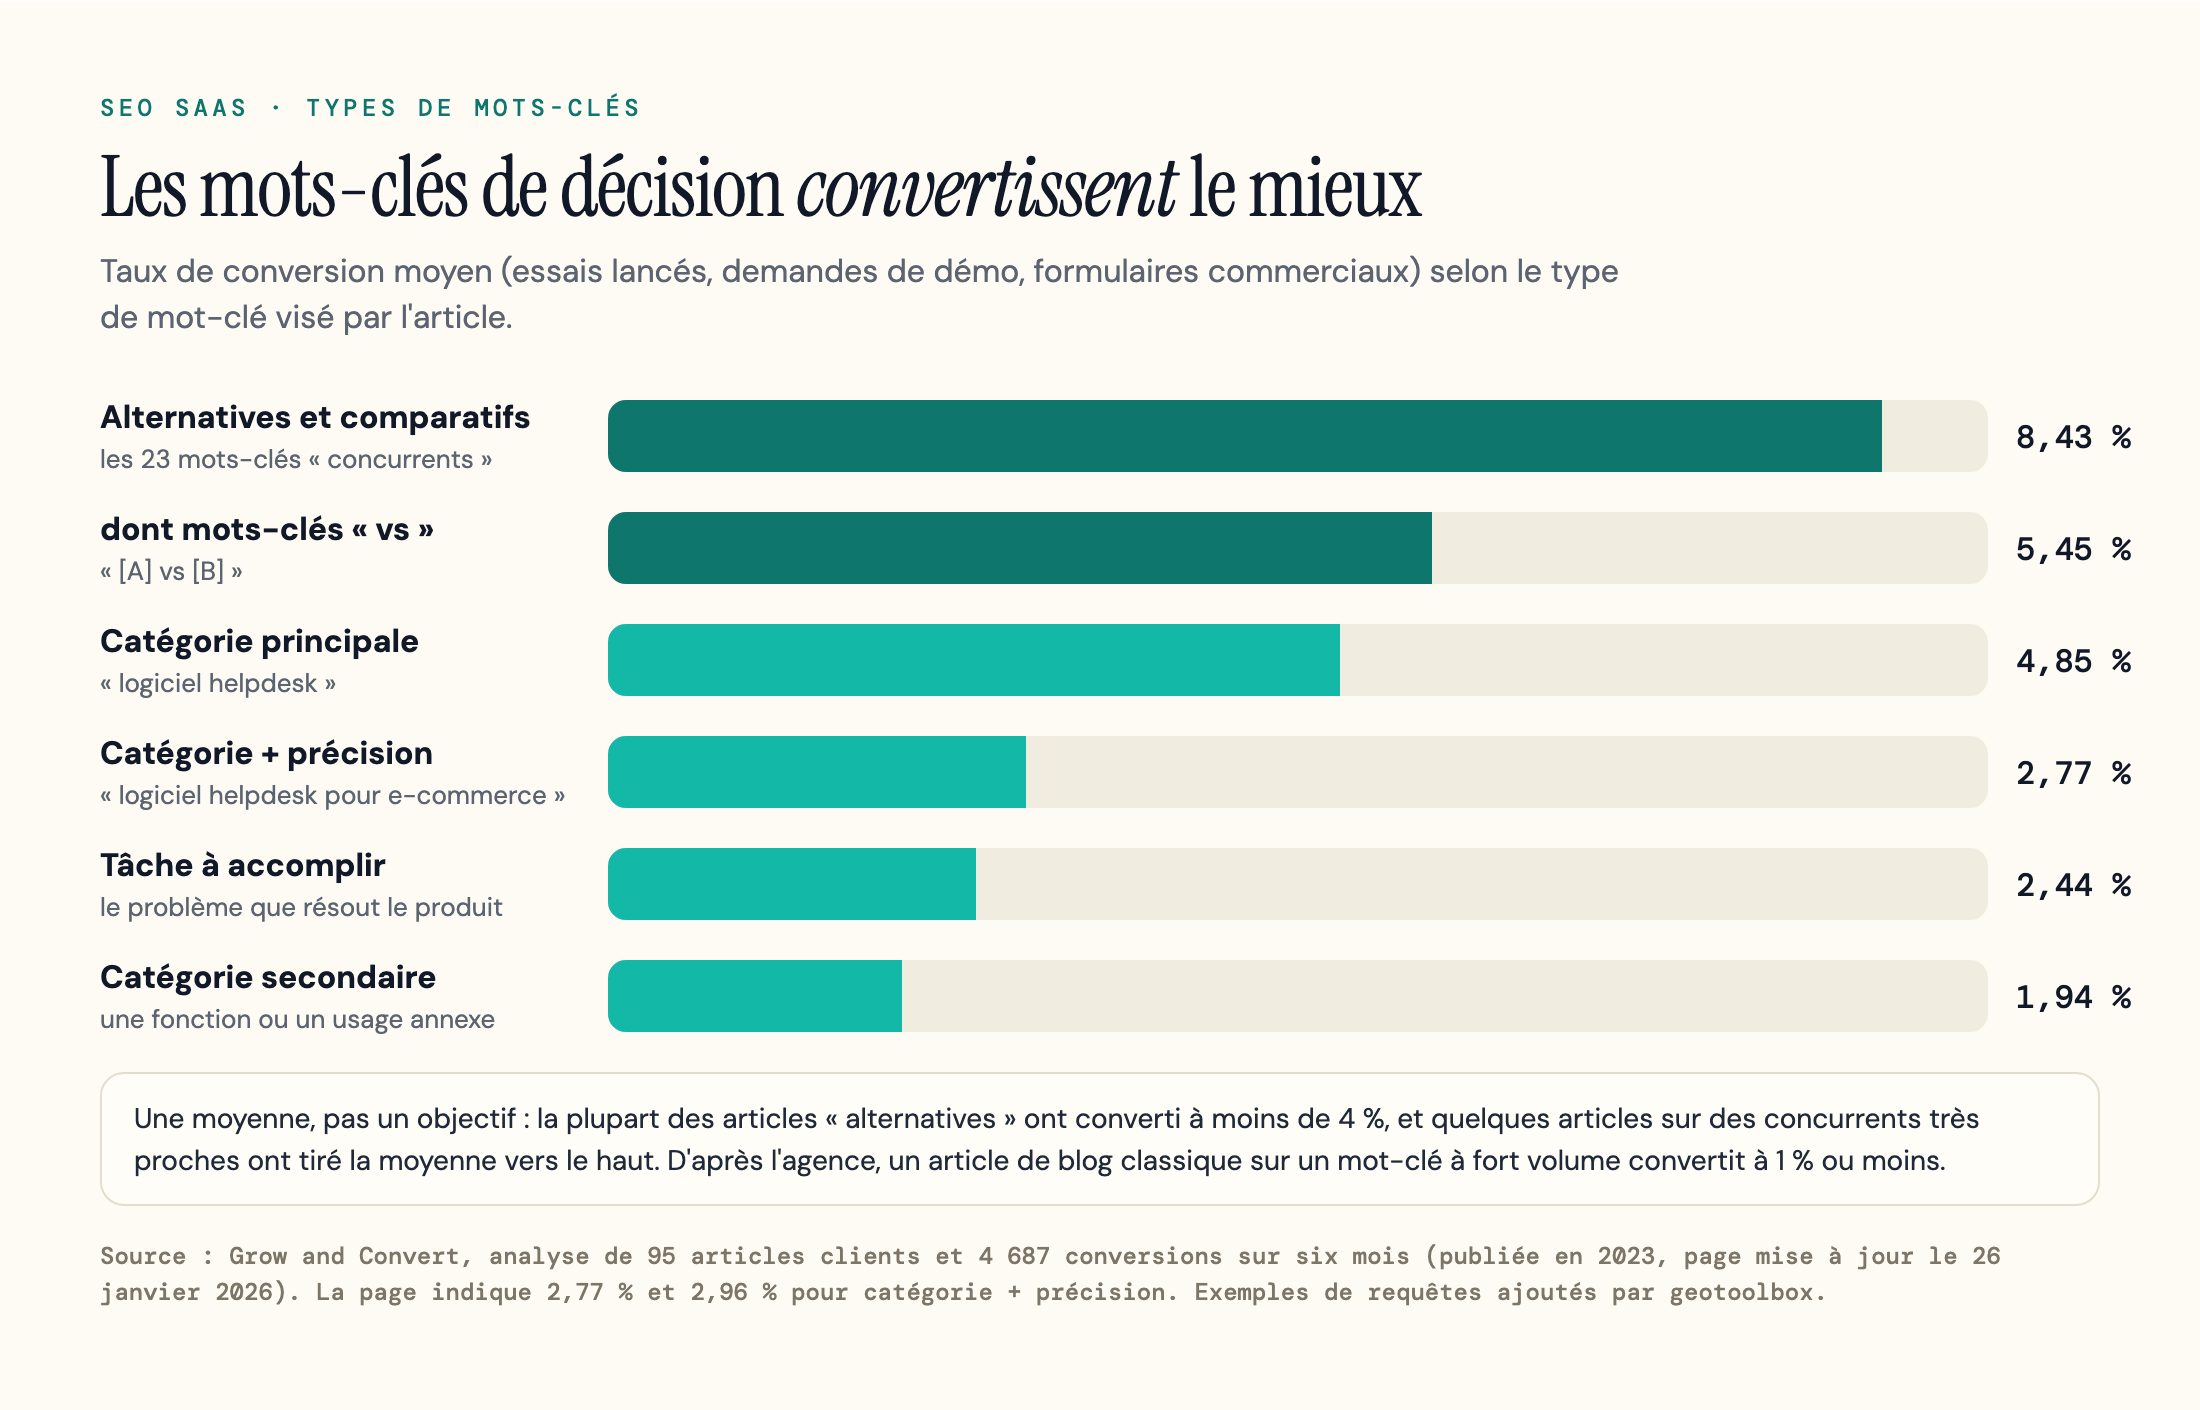 SEO SAAS · TYPES DE MOTS-CLÉS
Les mots-clés de décision convertissent le mieux
Taux de conversion moyen (essais lancés, demandes de démo, formulaires commerciaux) selon le type
de mot-clé visé par l'article.
Alternatives et comparatifs
les 23 mots-clés « concurrents »
8,43 %
dont mots-clés « vs »
« [A] vs [B] »
5,45 %
Catégorie principale
« logiciel helpdesk »
4,85 %
Catégorie + précision
« logiciel helpdesk pour e-commerce »
2,77 %
Tâche à accomplir
le problème que résout le produit
2,44 %
Catégorie secondaire
une fonction ou un usage annexe
1,94 %
Une moyenne, pas un objectif : la plupart des articles « alternatives » ont converti à moins de 4 %, et quelques articles sur des concurrents très
proches ont tiré la moyenne vers le haut. D'après l'agence, un article de blog classique sur un mot-clé à fort volume convertit à 1 % ou moins.
Source : Grow and Convert, analyse de 95 articles clients et 4 687 conversions sur six mois (publiée en 2023, page mise à jour le 26
janvier 2026). La page indique 2,77 % et 2,96 % pour catégorie + précision. Exemples de requêtes ajoutés par geotoolbox.